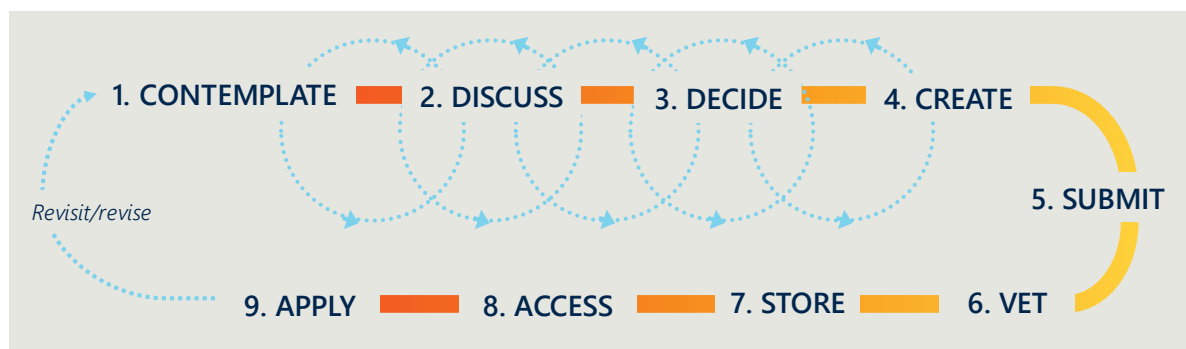 1. CONTEMPLATE
2. DISCUSS
3. DECIDE
4. CREATE
5. SUBMIT
6. VET
7. STORE
8. ACCESS
9. APPLY
Revisit/revise